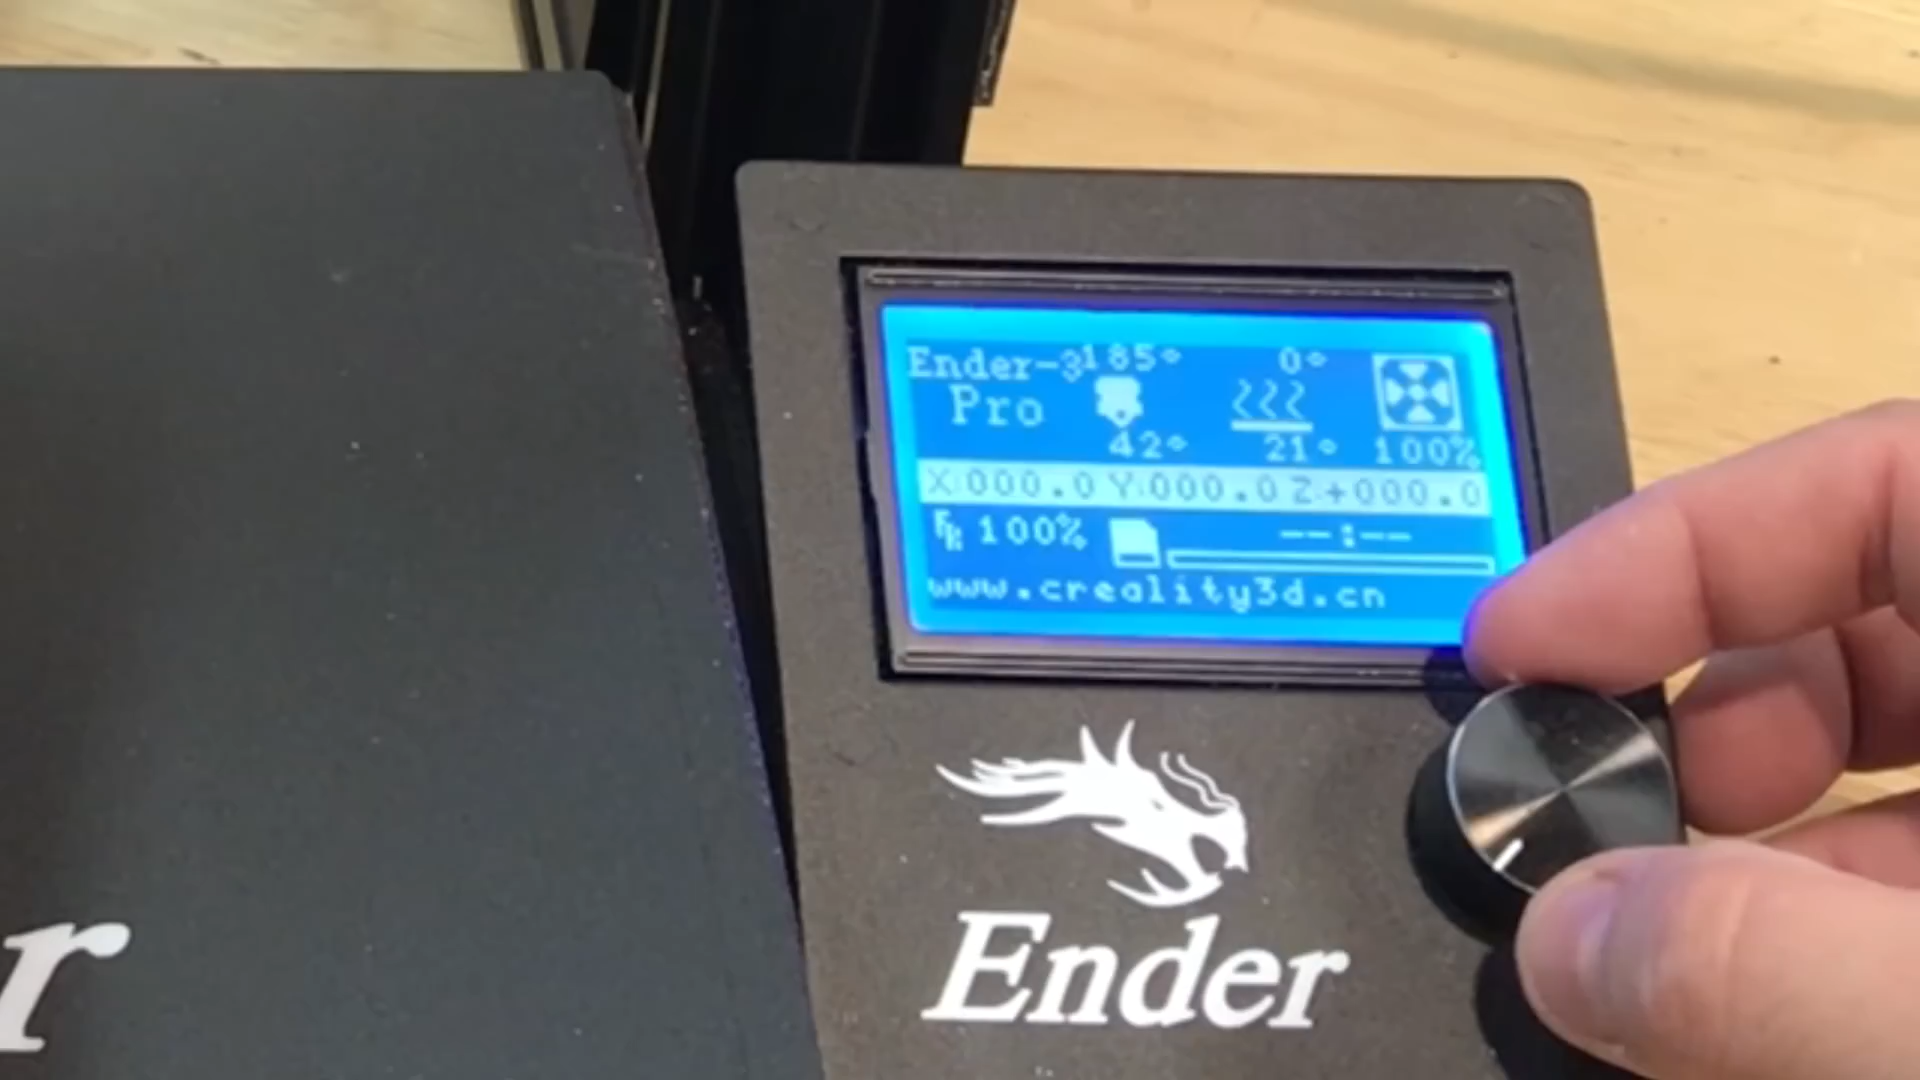 Ender-3 185° 0°
Pro
42° 21° 100%
X:000.0 Y:000.0 Z:+000.0
FR 100% --:--
www.creality3d.cn
Ender
r